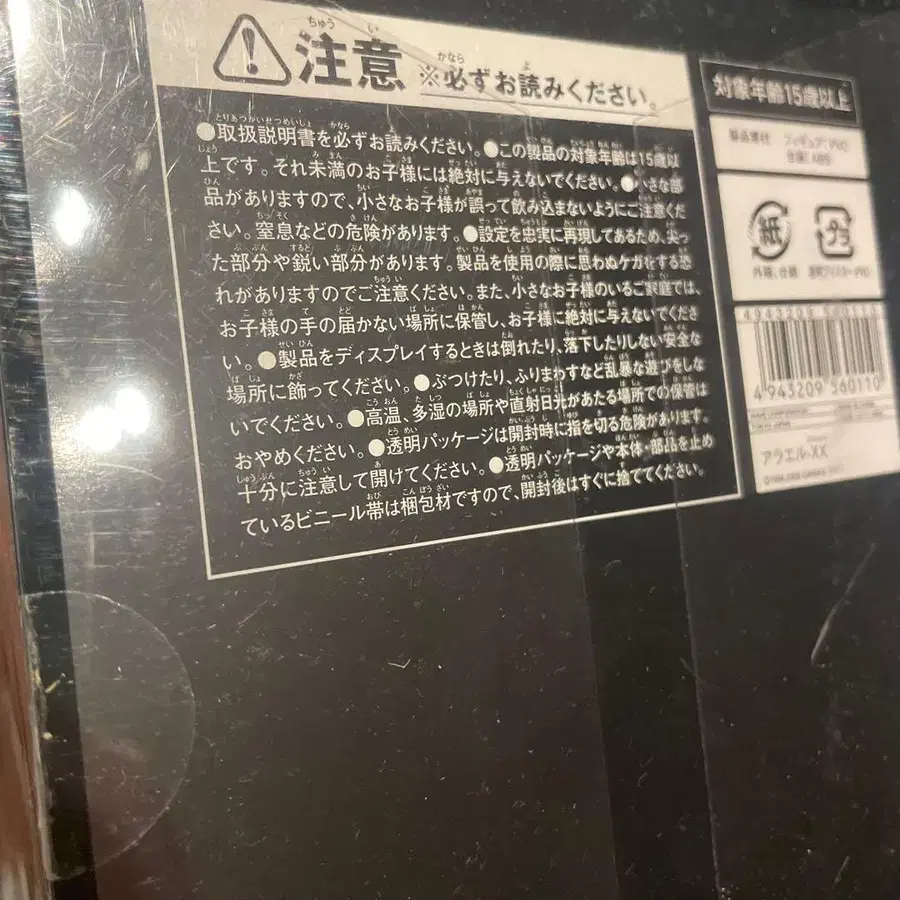 注意 ※必ずお読みください。
●取扱説明書を必ずお読みください。●この製品の対象年齢は15歳以
上です。それ未満のお子様には絶対に与えないでください。●小さな部
品がありますので、小さなお子様が誤って飲み込まないようにご注意くだ
さい。窒息などの危険があります。●設定を忠実に再現してあるため、尖っ
た部分や鋭い部分があります。製品を使用の際に思わぬケガをする恐
れがありますのでご注意ください。また、小さなお子様のいるご家庭では、
お子様の手の届かない場所に保管し、お子様に絶対に与えないでくださ
い。●製品をディスプレイするときは倒れたり、落下したりしない安全な
場所に飾ってください。●ぶつけたり、ふりまわすなど乱暴な遊びをしな
いでください。●高温、多湿の場所や直射日光があたる場所での保管は
おやめください。●透明パッケージは開封時に指を切る危険があります。
十分に注意して開けてください。●透明パッケージや本体・部品を止め
ているビニール帯は梱包材ですので、開封後はすぐに捨ててください。
対象年齢15歳以上
製品素材 フィギュア:PVC
台座:ABS
紙 プラ
外箱、台紙
4943209 560110
4 943209 560110
アラエル・XX